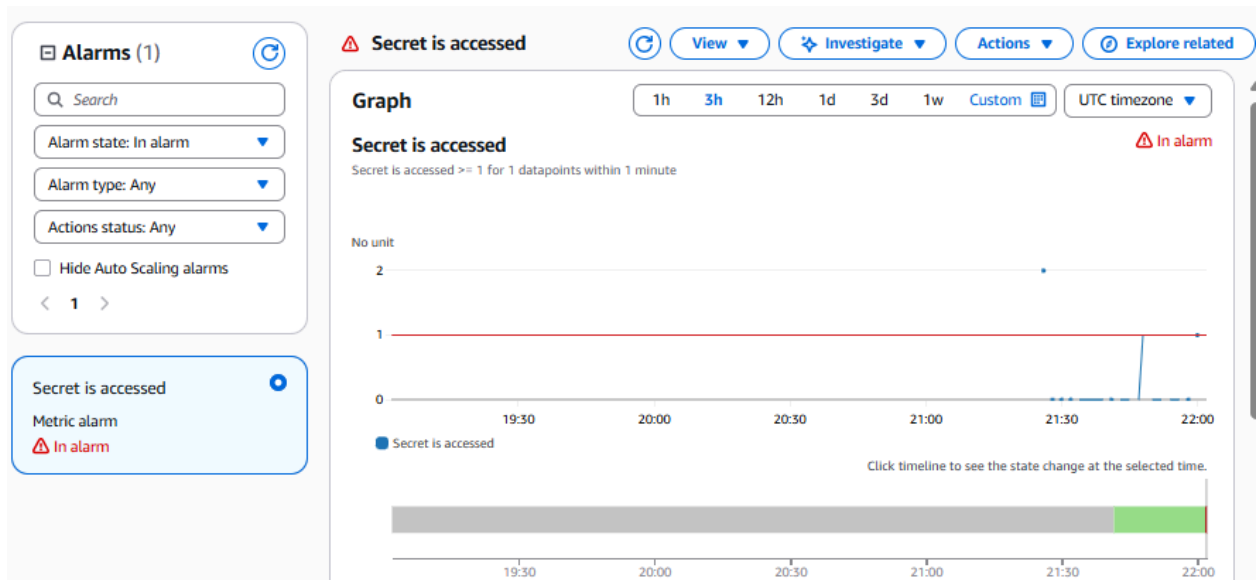 Alarms (1)
Search
Alarm state: In alarm
Alarm type: Any
Actions status: Any
Hide Auto Scaling alarms
1
Secret is accessed
Metric alarm
In alarm
Secret is accessed
View
Investigate
Actions
Explore related
Graph
1h 3h 12h 1d 3d 1w Custom
UTC timezone
Secret is accessed
In alarm
Secret is accessed >= 1 for 1 datapoints within 1 minute
No unit
2
1
0
19:30 20:00 20:30 21:00 21:30 22:00
Secret is accessed
Click timeline to see the state change at the selected time.
19:30 20:00 20:30 21:00 21:30 22:00